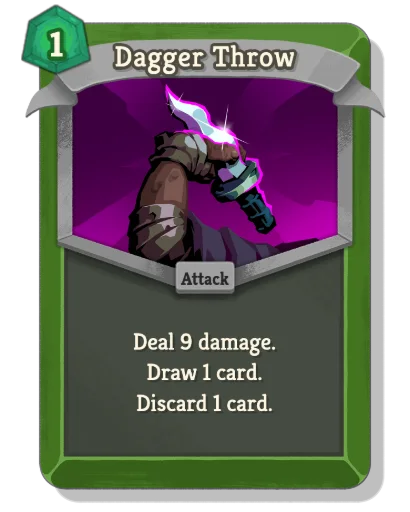 1
Dagger Throw
Attack
Deal 9 damage.
Draw 1 card.
Discard 1 card.